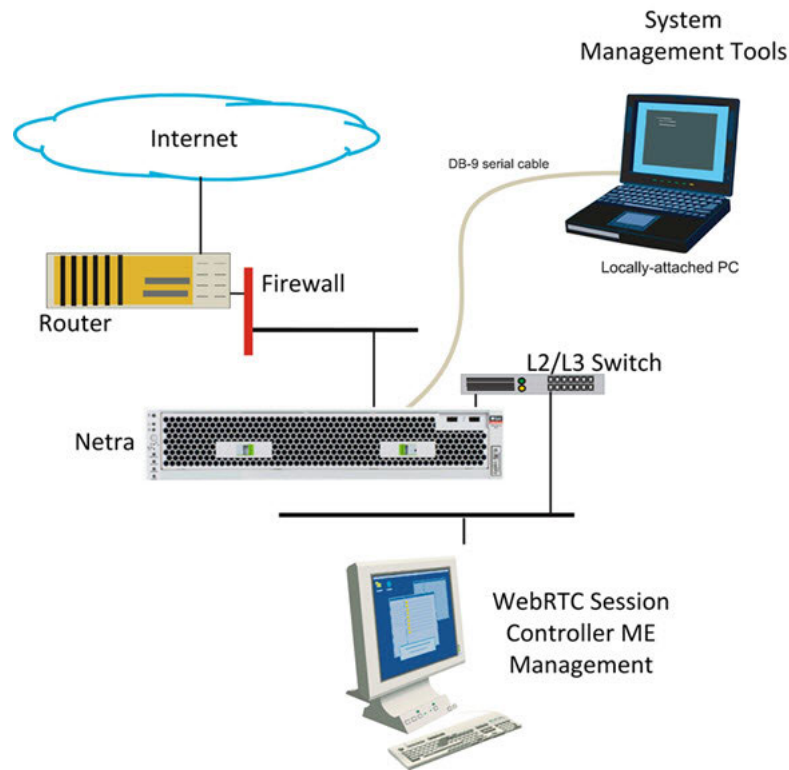 System
Management Tools
Internet
DB-9 serial cable
Locally-attached PC
Firewall
Router
L2/L3 Switch
Netra
WebRTC Session
Controller ME
Management